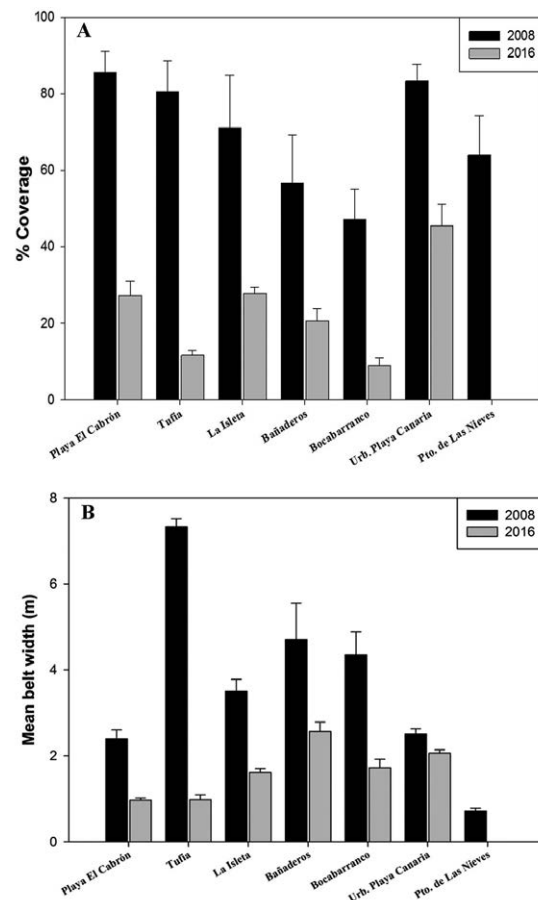 A
2008
2016
100
80
60
40
20
0
% Coverage
Playa El Cabrón
Tufia
La Isleta
Bañaderos
Bocabarranco
Urb. Playa Canaria
Pto. de Las Nieves
B
2008
2016
8
6
4
2
0
Mean belt width (m)
Playa El Cabrón
Tufia
La Isleta
Bañaderos
Bocabarranco
Urb. Playa Canaria
Pto. de Las Nieves